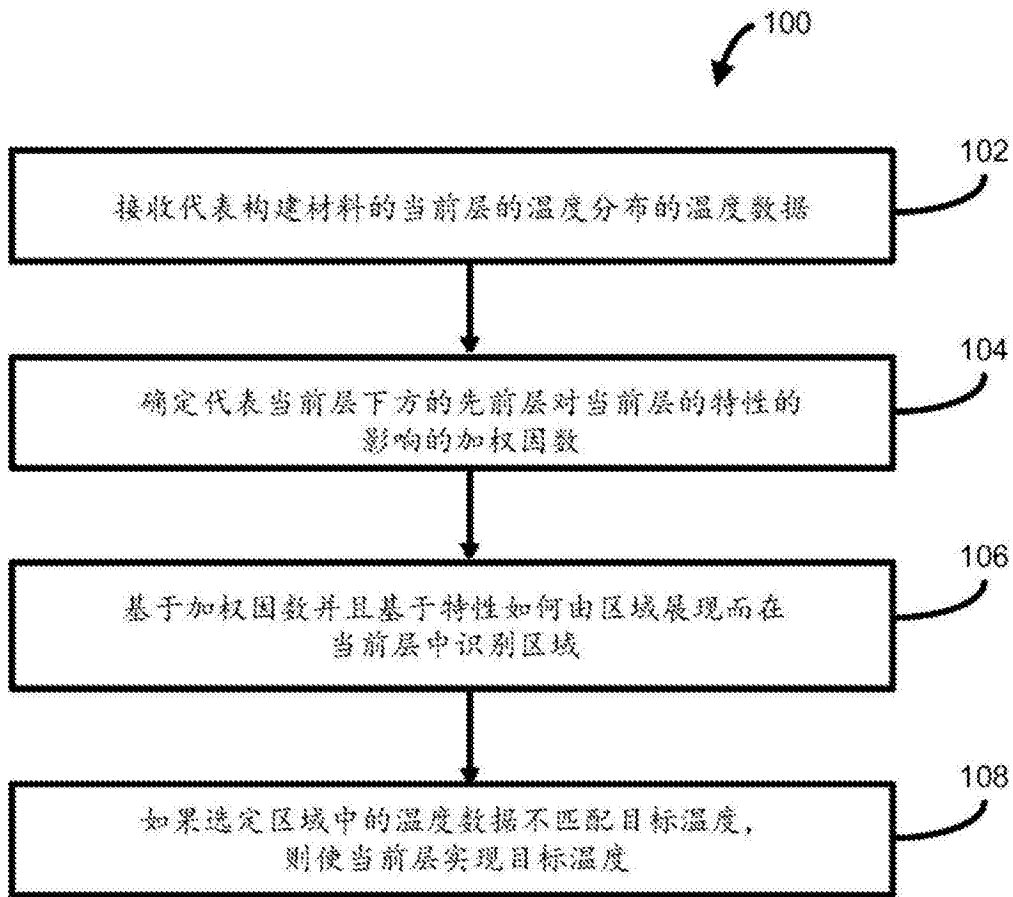 100
102
接收代表构建材料的当前层的温度分布的温度数据
104
确定代表当前层下方的先前层对当前层的特性的
影响的加权因数
106
基于加权因数并且基于特性如何由区域展现而在
当前层中识别区域
108
如果选定区域中的温度数据不匹配目标温度，
则使当前层实现目标温度